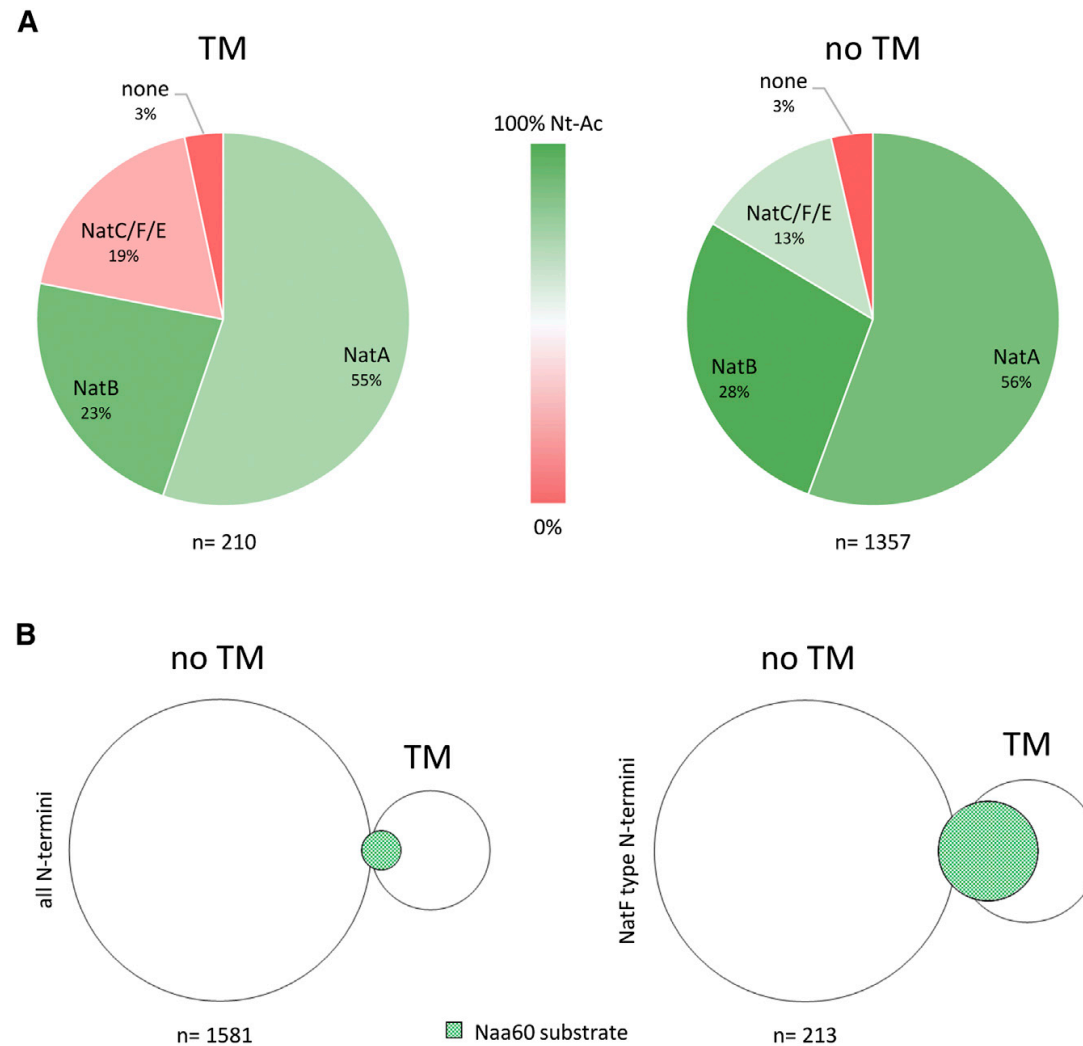 A
TM
no TM
none
3%
none
3%
100% Nt-Ac
NatC/F/E
19%
NatC/F/E
13%
NatA
55%
NatA
56%
NatB
23%
NatB
28%
0%
n= 210
n= 1357
B
no TM
no TM
TM
TM
all N-termini
NatF type N-termini
n= 1581
Naa60 substrate
n= 213